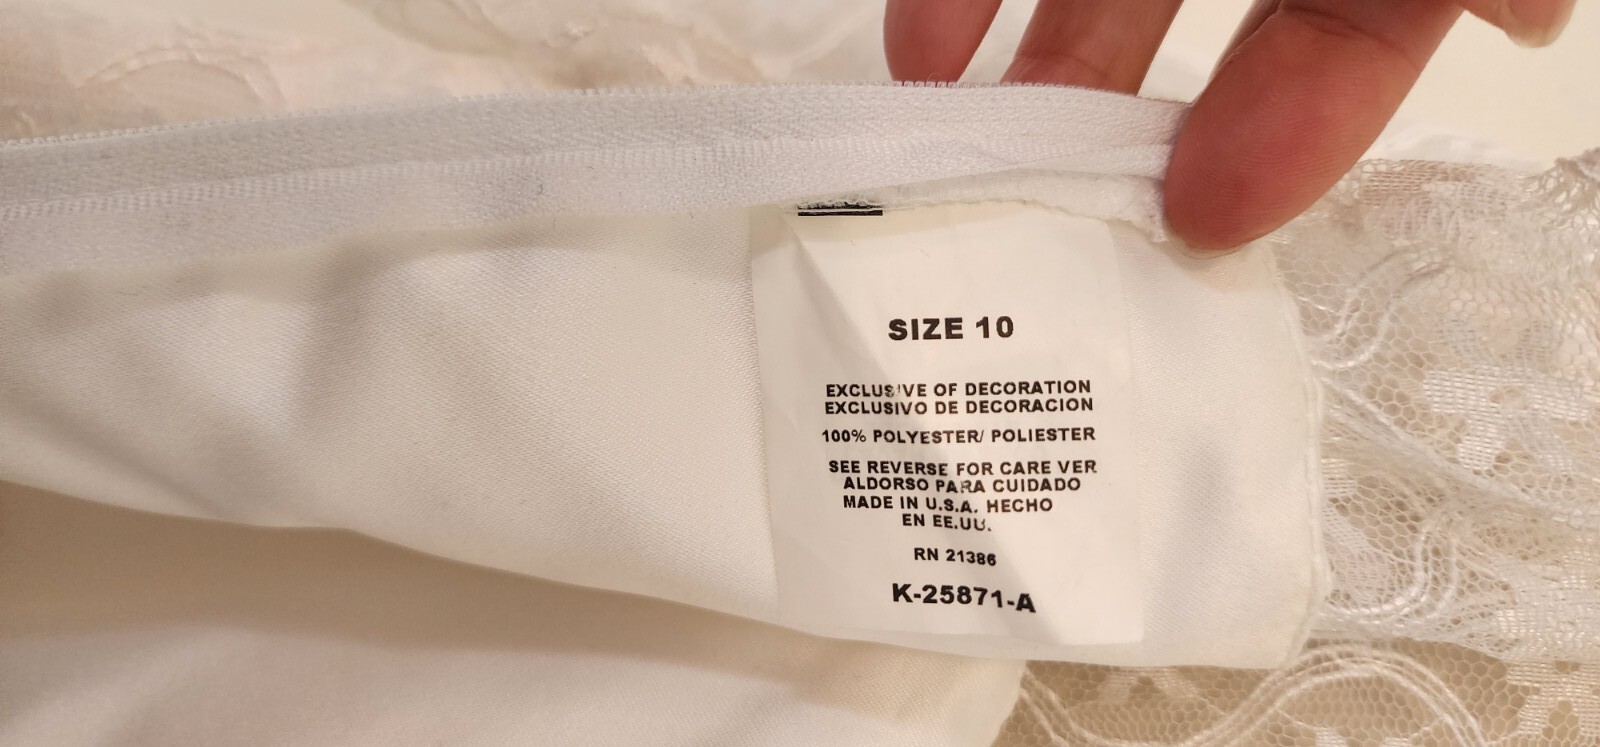 SIZE 10
EXCLUSIVE OF DECORATION
EXCLUSIVO DE DECORACION
100% POLYESTER/ POLIESTER
SEE REVERSE FOR CARE VER
ALDORSO PARA CUIDADO
MADE IN U.S.A. HECHO
EN EE.UU.
RN 21386
K-25871-A